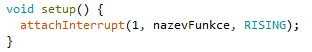 void setup() {
  attachInterrupt(1, nazevFunkce, RISING);
}